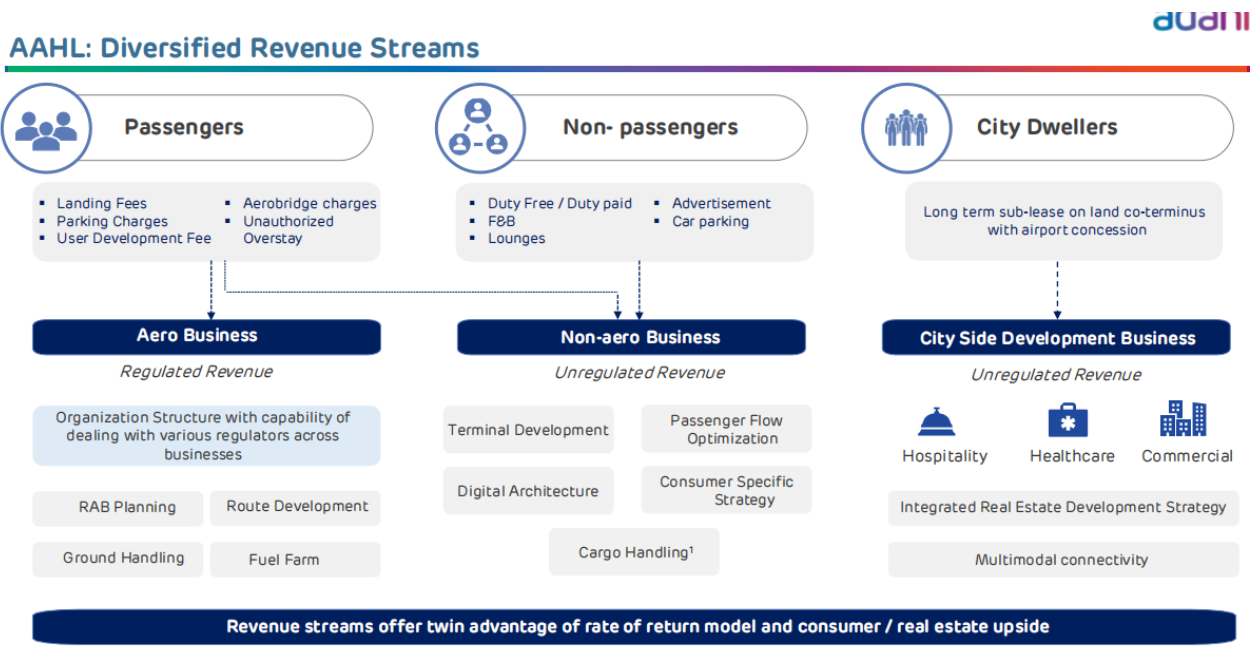 adani
AAHL: Diversified Revenue Streams
Passengers
Landing Fees
Parking Charges
User Development Fee
Aerobridge charges
Unauthorized
Overstay
Non- passengers
Duty Free / Duty paid
F&B
Lounges
Advertisement
Car parking
City Dwellers
Long term sub-lease on land co-terminus
with airport concession
Aero Business
Regulated Revenue
Organization Structure with capability of
dealing with various regulators across
businesses
RAB Planning
Route Development
Ground Handling
Fuel Farm
Non-aero Business
Unregulated Revenue
Terminal Development
Passenger Flow
Optimization
Digital Architecture
Consumer Specific
Strategy
Cargo Handling¹
City Side Development Business
Unregulated Revenue
Hospitality
Healthcare
Commercial
Integrated Real Estate Development Strategy
Multimodal connectivity
Revenue streams offer twin advantage of rate of return model and consumer / real estate upside